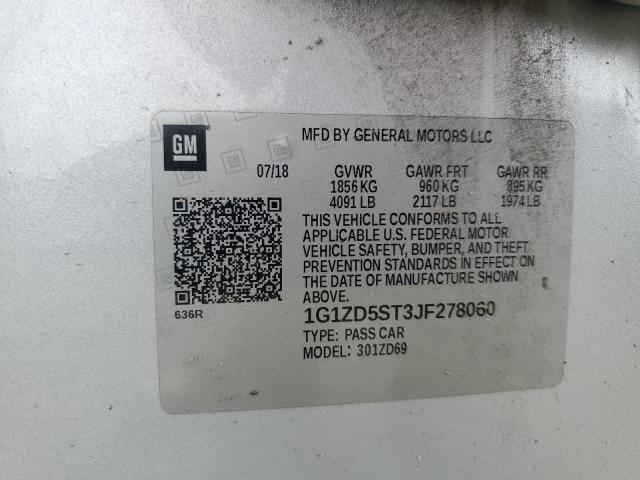 GM
MFD BY GENERAL MOTORS LLC
07/18 GVWR GAWR FRT GAWR RR
1856 KG 960 KG 895 KG
4091 LB 2117 LB 1974 LB
THIS VEHICLE CONFORMS TO ALL
APPLICABLE U.S. FEDERAL MOTOR
VEHICLE SAFETY, BUMPER, AND THEFT
PREVENTION STANDARDS IN EFFECT ON
THE DATE OF MANUFACTURE SHOWN
ABOVE.
636R
1G1ZD5ST3JF278060
TYPE: PASS CAR
MODEL: 301ZD69